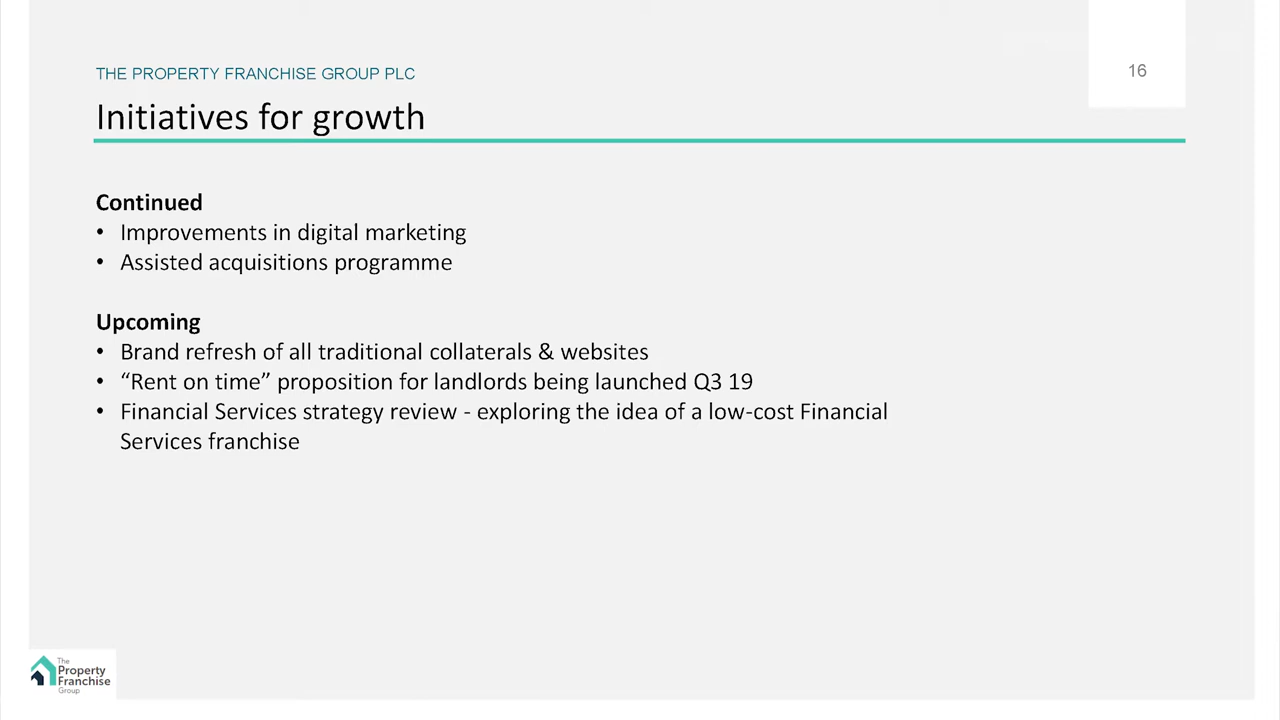 THE PROPERTY FRANCHISE GROUP PLC
16
Initiatives for growth
Continued
• Improvements in digital marketing
• Assisted acquisitions programme
Upcoming
• Brand refresh of all traditional collaterals & websites
• “Rent on time” proposition for landlords being launched Q3 19
• Financial Services strategy review - exploring the idea of a low-cost Financial
Services franchise
The
Property
Franchise
Group